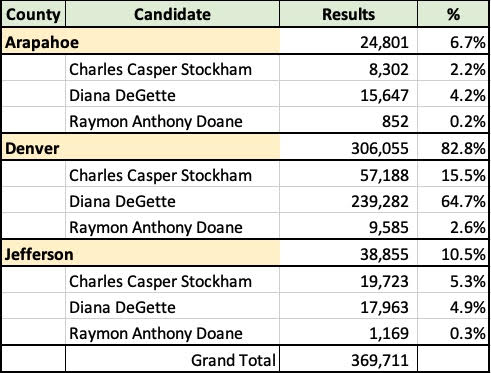 County Candidate Results %
Arapahoe 24,801 6.7%
Charles Casper Stockham 8,302 2.2%
Diana DeGette 15,647 4.2%
Raymon Anthony Doane 852 0.2%
Denver 306,055 82.8%
Charles Casper Stockham 57,188 15.5%
Diana DeGette 239,282 64.7%
Raymon Anthony Doane 9,585 2.6%
Jefferson 38,855 10.5%
Charles Casper Stockham 19,723 5.3%
Diana DeGette 17,963 4.9%
Raymon Anthony Doane 1,169 0.3%
Grand Total 369,711